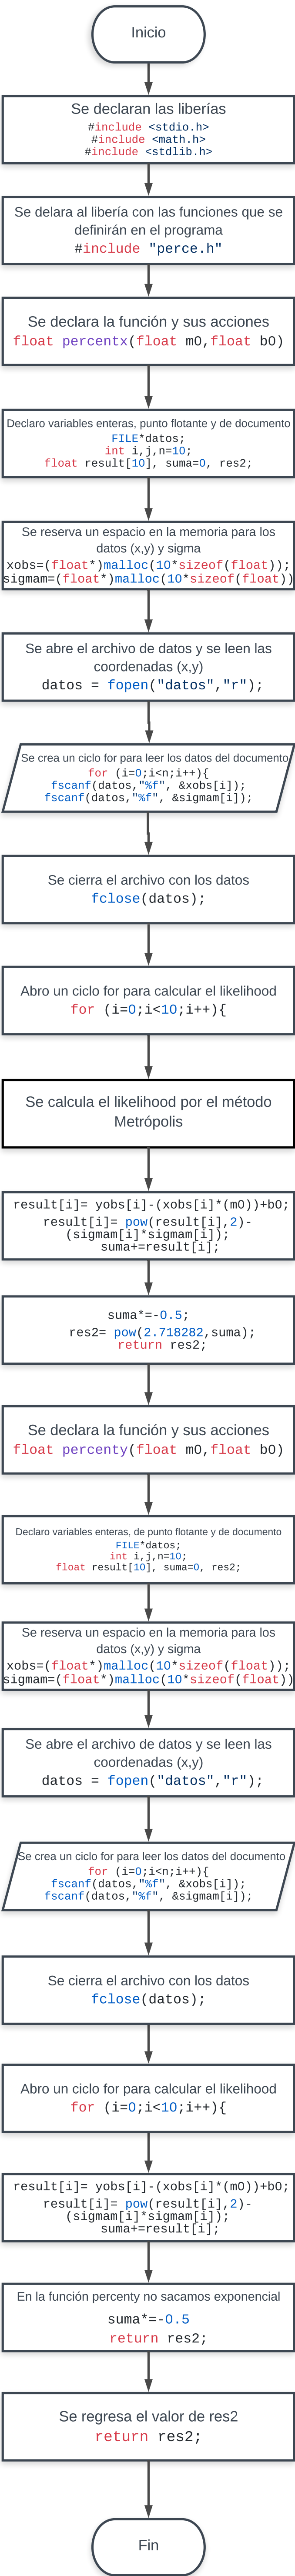 Inicio
Se declaran las liberías
#include <stdio.h>
#include <math.h>
#include <stdlib.h>
Se delara al libería con las funciones que se
definirán en el programa
#include "perce.h"
Se declara la función y sus acciones
float percentx(float m0,float b0)
Declaro variables enteras, punto flotante y de documento
FILE*datos;
int i,j,n=10;
float result[10], suma=0, res2;
Se reserva un espacio en la memoria para los
datos (x,y) y sigma
xobs=(float*)malloc(10*sizeof(float));
sigmam=(float*)malloc(10*sizeof(float))
Se abre el archivo de datos y se leen las
coordenadas (x,y)
datos = fopen("datos","r");
Se crea un ciclo for para leer los datos del documento
for (i=0;i<n;i++){
fscanf(datos,"%f", &xobs[i]);
fscanf(datos,"%f", &sigmam[i]);
Se cierra el archivo con los datos
fclose(datos);
Abro un ciclo for para calcular el likelihood
for (i=0;i<10;i++){
Se calcula el likelihood por el método
Metrópolis
result[i]= yobs[i]-(xobs[i]*(m0))+b0;
result[i]= pow(result[i],2)-
(sigmam[i]*sigmam[i]);
suma+=result[i];
suma*=-0.5;
res2= pow(2.718282,suma);
return res2;
Se declara la función y sus acciones
float percenty(float m0,float b0)
Declaro variables enteras, de punto flotante y de documento
FILE*datos;
int i,j,n=10;
float result[10], suma=0, res2;
Se reserva un espacio en la memoria para los
datos (x,y) y sigma
xobs=(float*)malloc(10*sizeof(float));
sigmam=(float*)malloc(10*sizeof(float))
Se abre el archivo de datos y se leen las
coordenadas (x,y)
datos = fopen("datos","r");
Se crea un ciclo for para leer los datos del documento
for (i=0;i<n;i++){
fscanf(datos,"%f", &xobs[i]);
fscanf(datos,"%f", &sigmam[i]);
Se cierra el archivo con los datos
fclose(datos);
Abro un ciclo for para calcular el likelihood
for (i=0;i<10;i++){
result[i]= yobs[i]-(xobs[i]*(m0))+b0;
result[i]= pow(result[i],2)-
(sigmam[i]*sigmam[i]);
suma+=result[i];
En la función percenty no sacamos exponencial
suma*=-0.5
return res2;
Se regresa el valor de res2
return res2;
Fin